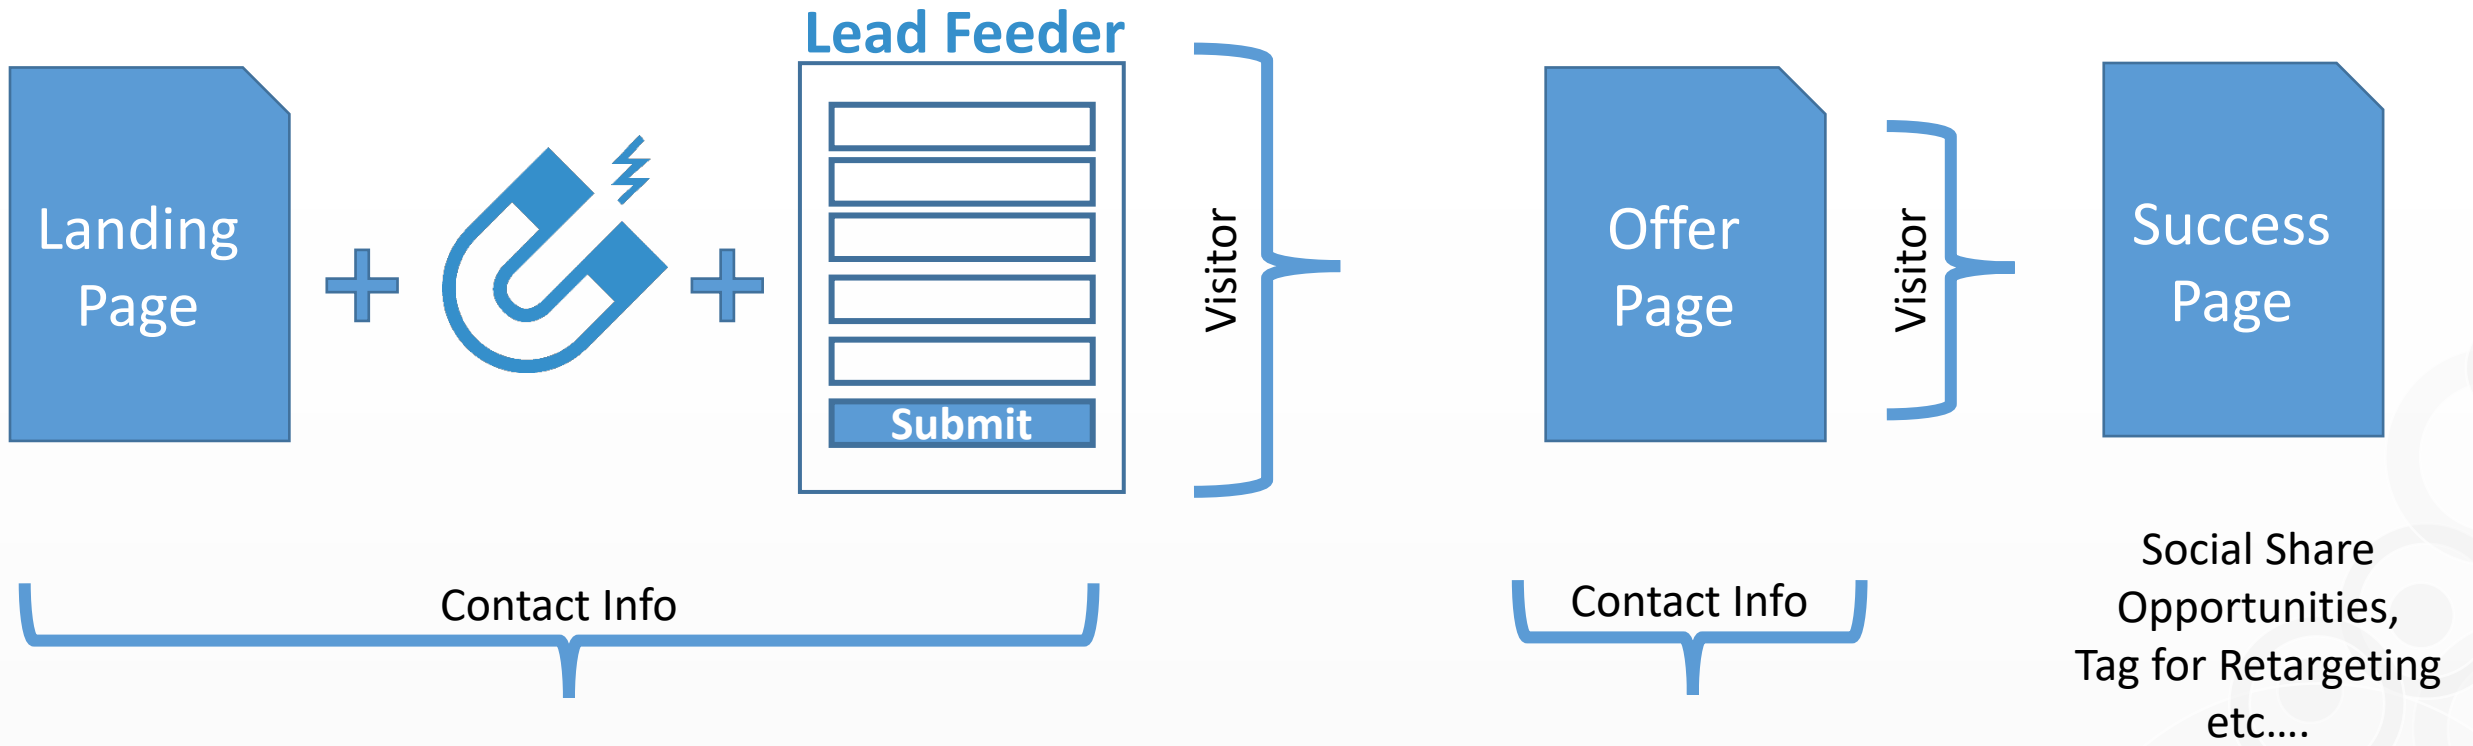 Lead Feeder
Landing
Page
Submit
Visitor
Offer
Page
Visitor
Success
Page
Contact Info
Contact Info
Social Share
Opportunities,
Tag for Retargeting
etc....